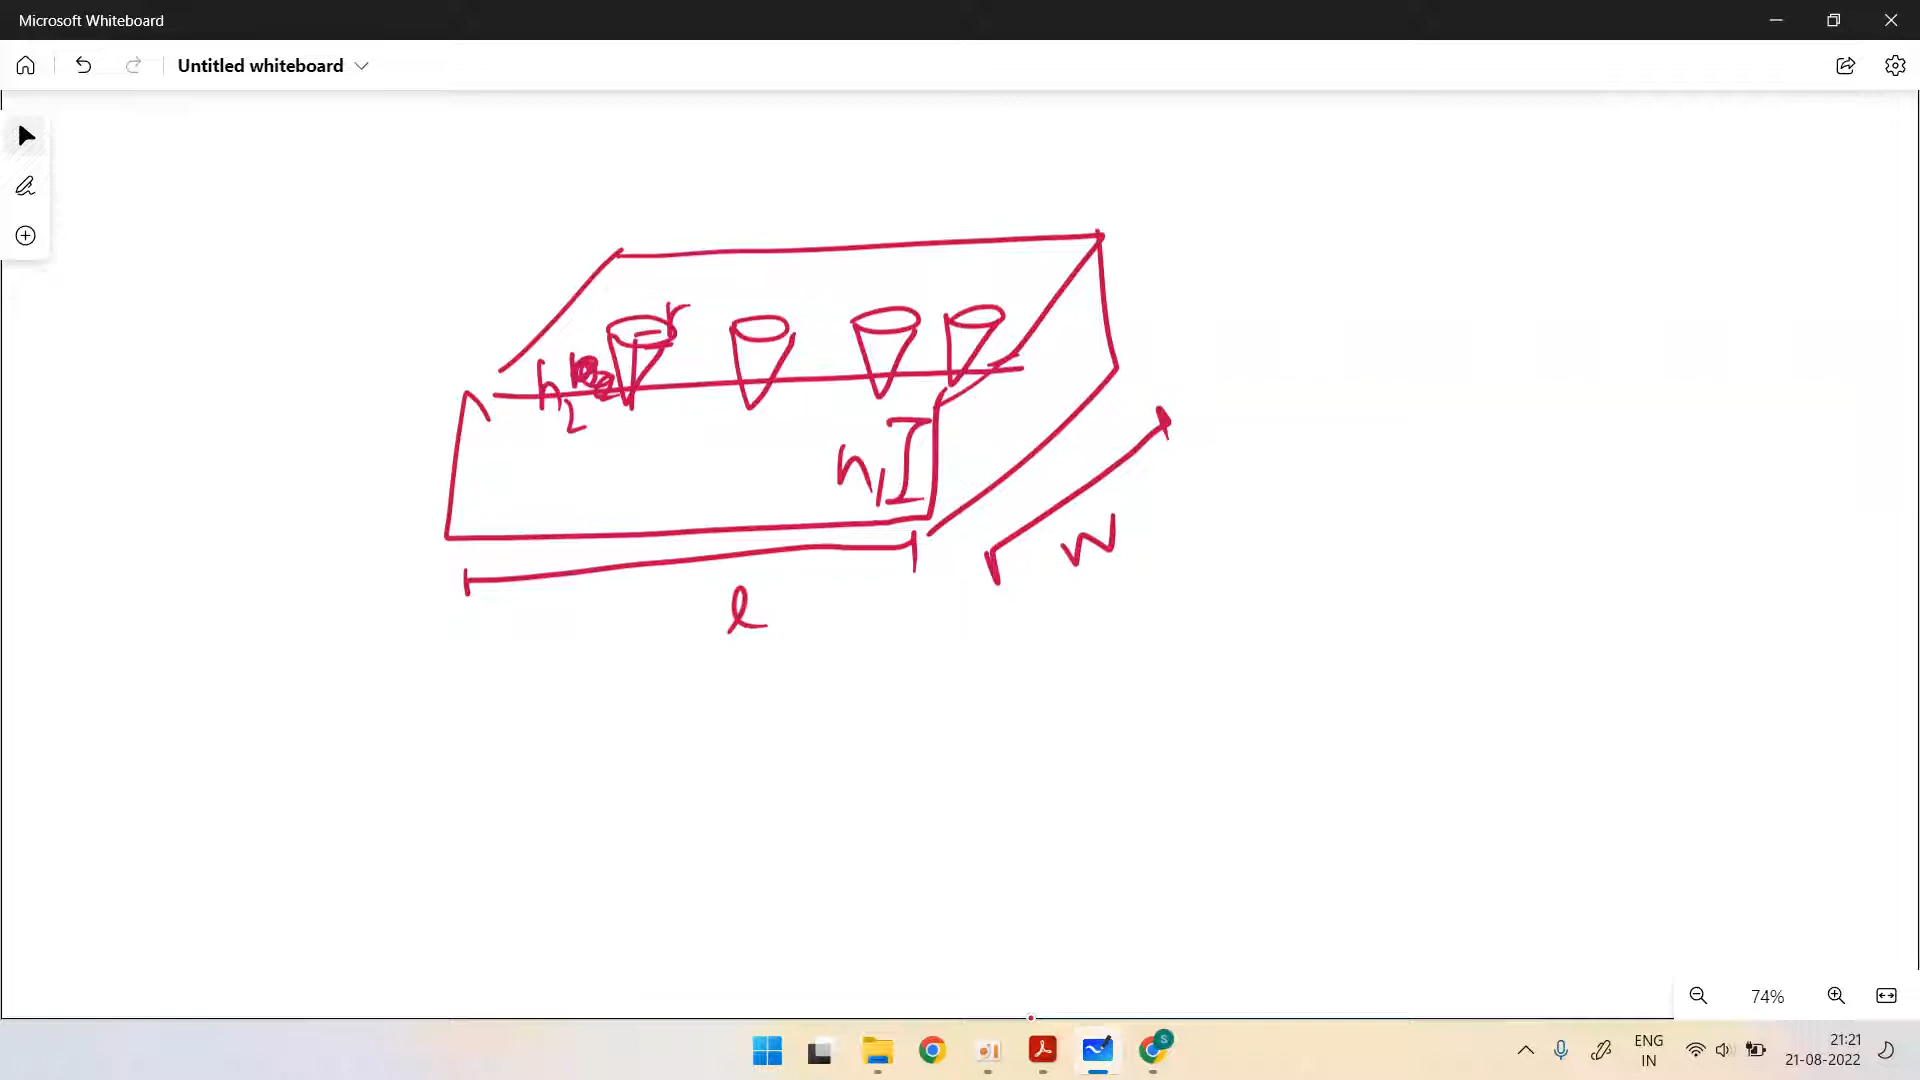 Microsoft Whiteboard
Untitled whiteboard
r
h2
h1
w
l
74%
S
ENG
IN
21:21
21-08-2022